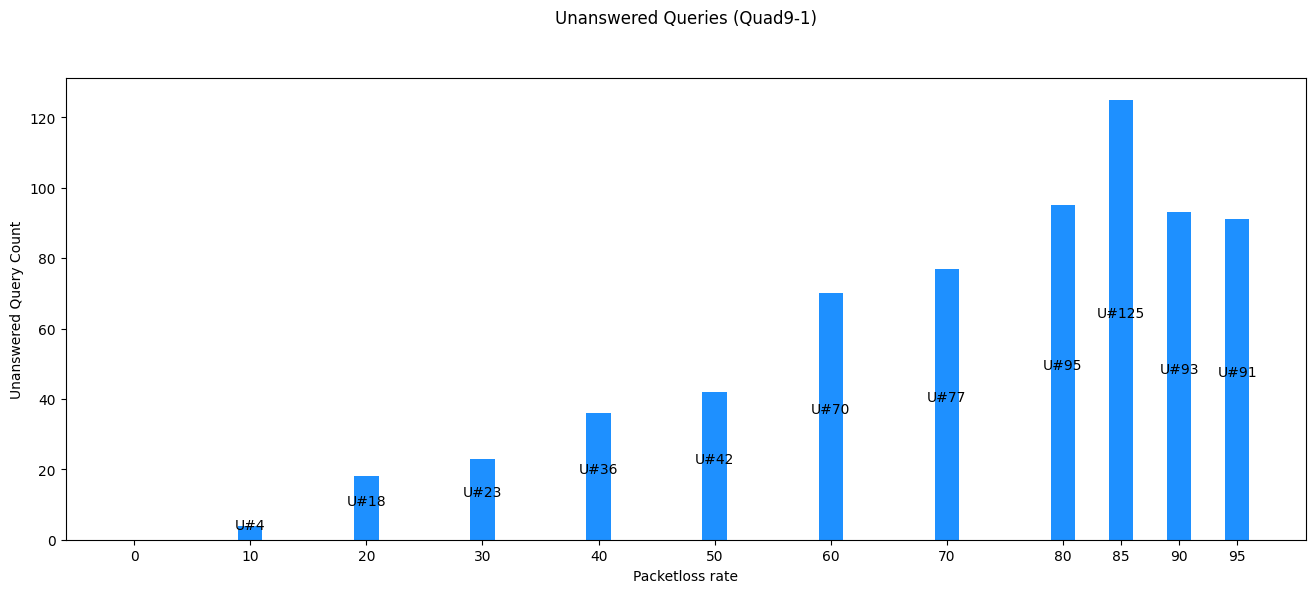 Unanswered Queries (Quad9-1)
Unanswered Query Count
120
100
80
60
40
20
0
U#4
U#18
U#23
U#36
U#42
U#70
U#77
U#95
U#125
U#93
U#91
0 10 20 30 40 50 60 70 80 85 90 95
Packetloss rate